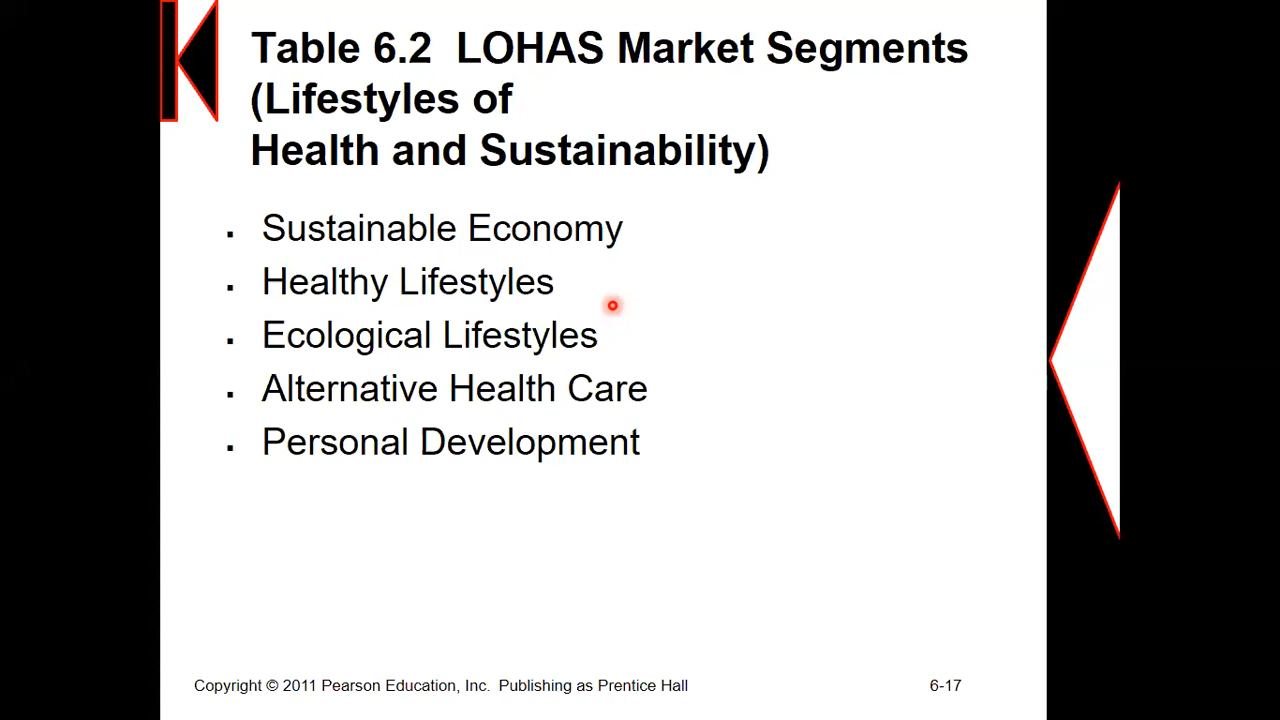 Table 6.2 LOHAS Market Segments
(Lifestyles of
Health and Sustainability)
▪ Sustainable Economy
▪ Healthy Lifestyles
▪ Ecological Lifestyles
▪ Alternative Health Care
▪ Personal Development
Copyright © 2011 Pearson Education, Inc. Publishing as Prentice Hall
6-17